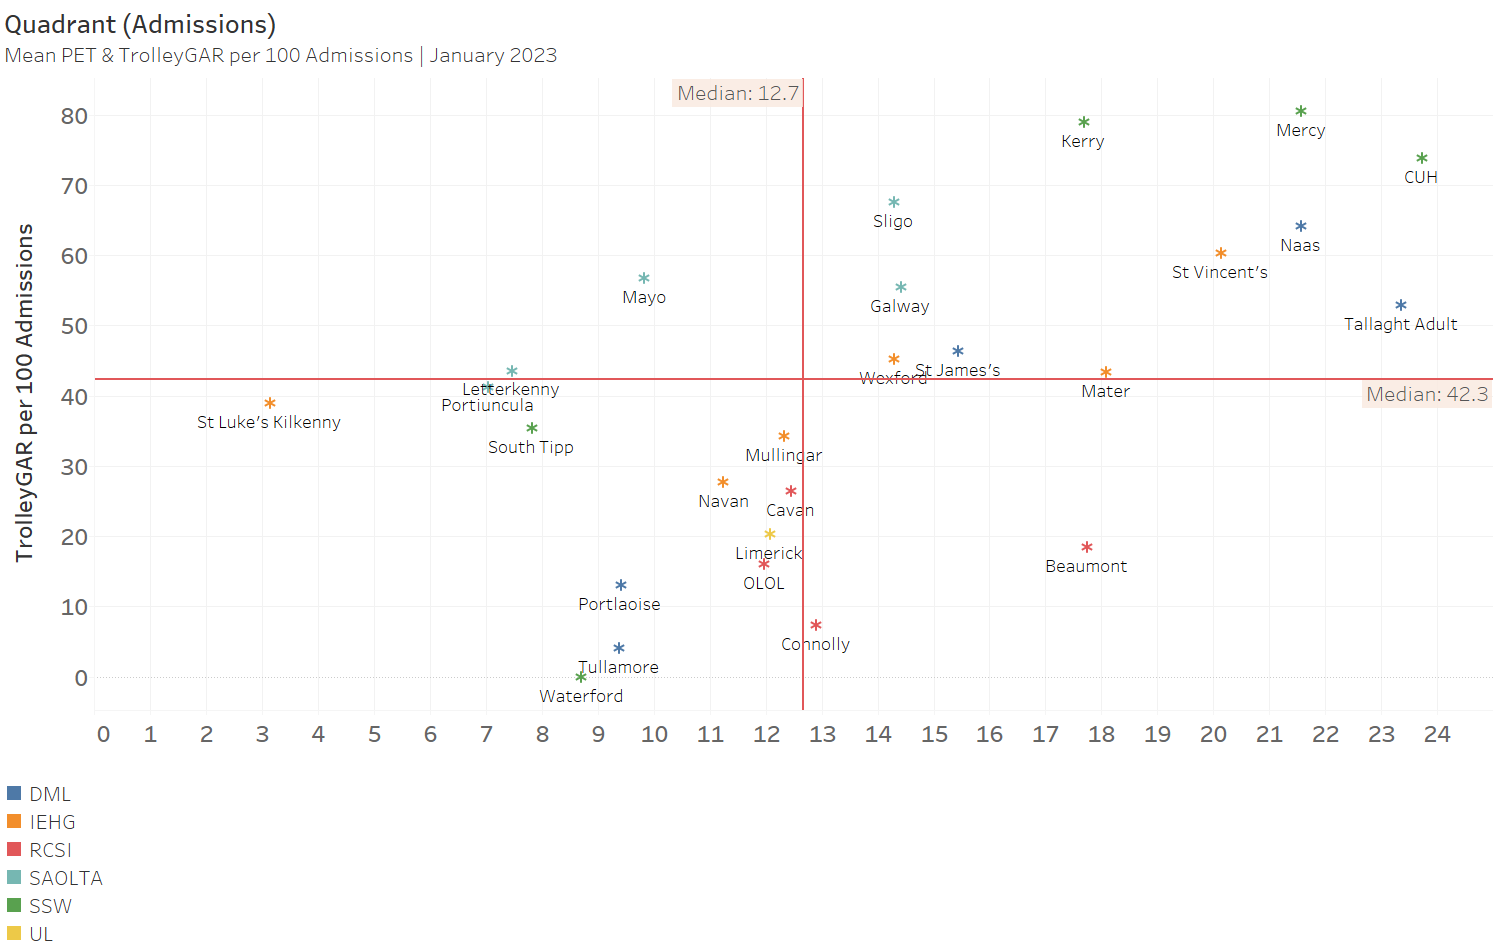 Quadrant (Admissions)
Mean PET & TrolleyGAR per 100 Admissions | January 2023
Median: 12.7
80
Mercy
Kerry
70
CUH
Sligo
60
Naas
St Vincent's
Mayo
Galway
50
Tallaght Adult
St James's
Wexford
Letterkenny
Mater
Median: 42.3
40
Portiuncula
St Luke's Kilkenny
South Tipp
30
Mullingar
Navan
Cavan
20
Limerick
Beaumont
OLOL
10
Portlaoise
Connolly
Tullamore
0
Waterford
TrolleyGAR per 100 Admissions
0 1 2 3 4 5 6 7 8 9 10 11 12 13 14 15 16 17 18 19 20 21 22 23 24
DML
IEHG
RCSI
SAOLTA
SSW
UL